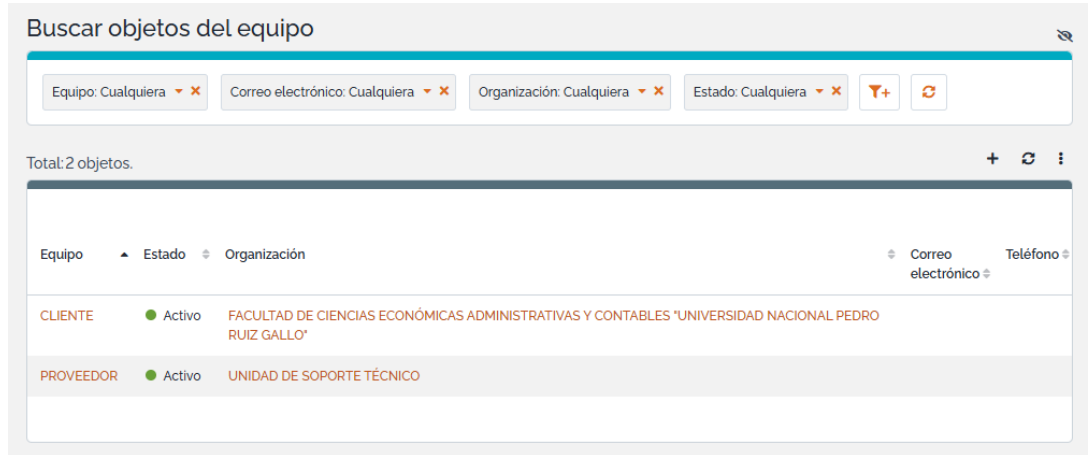 Buscar objetos del equipo
Equipo: Cualquiera Correo electrónico: Cualquiera Organización: Cualquiera Estado: Cualquiera
Total: 2 objetos.
Equipo Estado Organización Correo electrónico Teléfono
CLIENTE Activo FACULTAD DE CIENCIAS ECONÓMICAS ADMINISTRATIVAS Y CONTABLES "UNIVERSIDAD NACIONAL PEDRO
RUIZ GALLO"
PROVEEDOR Activo UNIDAD DE SOPORTE TÉCNICO